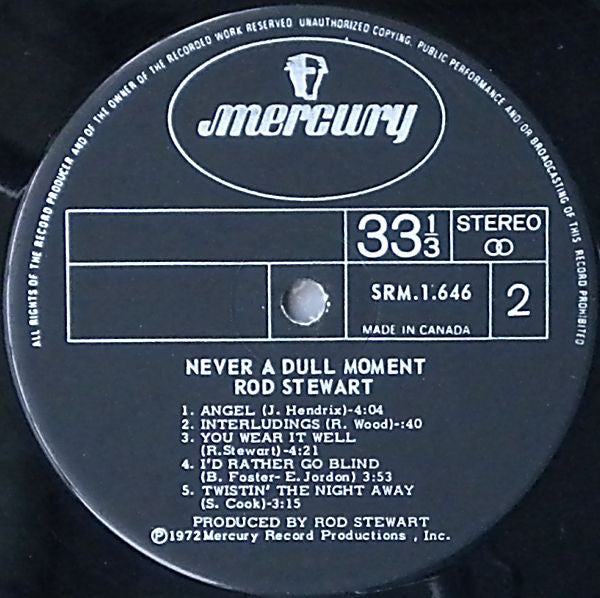 ALL RIGHTS OF THE RECORD PRODUCER AND OF THE OWNER OF THE RECORDED WORK RESERVED. UNAUTHORIZED COPYING, PUBLIC PERFORMANCE AND/OR BROADCASTING OF THIS RECORD PROHIBITED
mercury
33 1/3 STEREO
SRM.1.646 2
MADE IN CANADA
NEVER A DULL MOMENT
ROD STEWART
1. ANGEL (J. Hendrix)-4:04
2. INTERLUDINGS (R. Wood)-:40
3. YOU WEAR IT WELL
(R.Stewart)-4:21
4. I'D RATHER GO BLIND
(B. Foster- E. Jordon) 3:53
5. TWISTIN' THE NIGHT AWAY
(S. Cook)-3:15
PRODUCED BY ROD STEWART
Ⓟ1972 Mercury Record Productions , Inc.